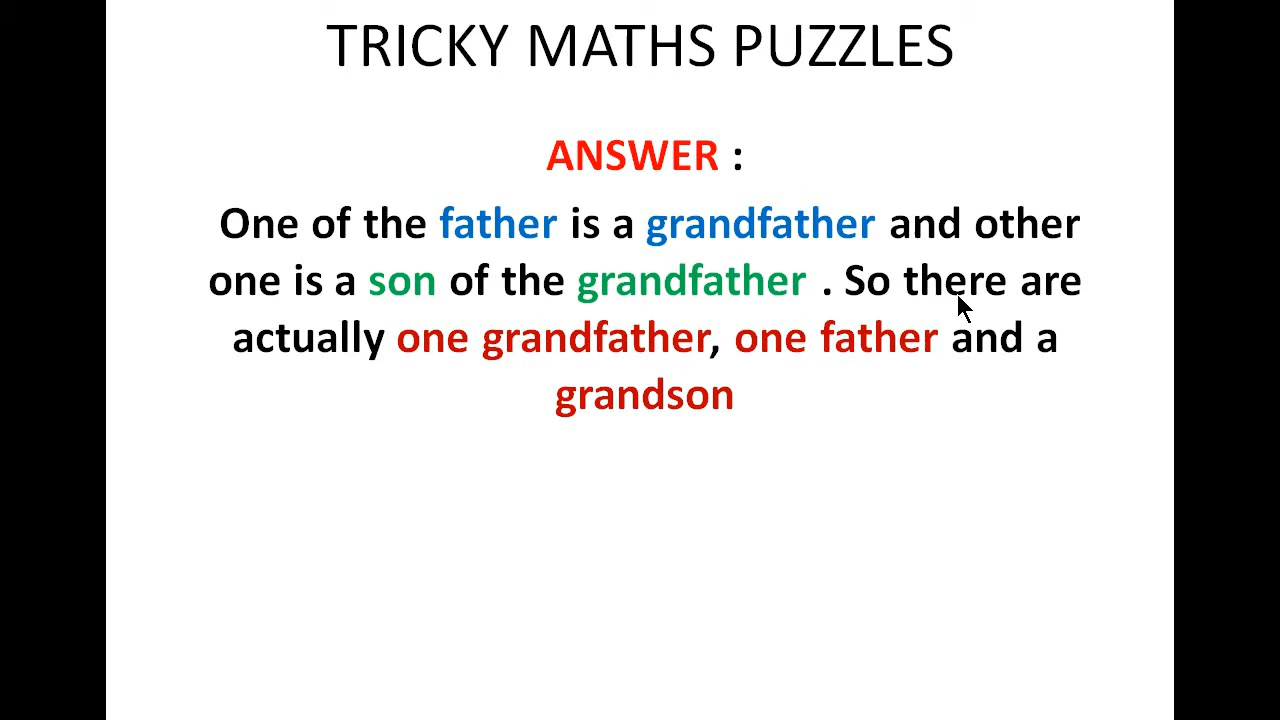 TRICKY MATHS PUZZLES
ANSWER :
One of the father is a grandfather and other
one is a son of the grandfather . So there are
actually one grandfather, one father and a
grandson